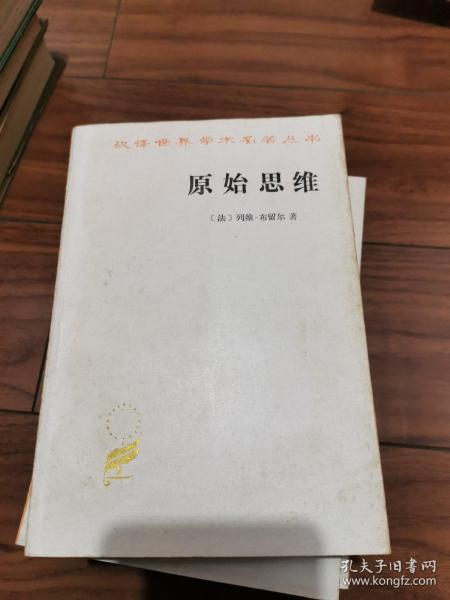 汉译世界学术名著丛书
原始思维
〔法〕列维-布留尔 著
孔夫子旧书网
www.kongfz.com